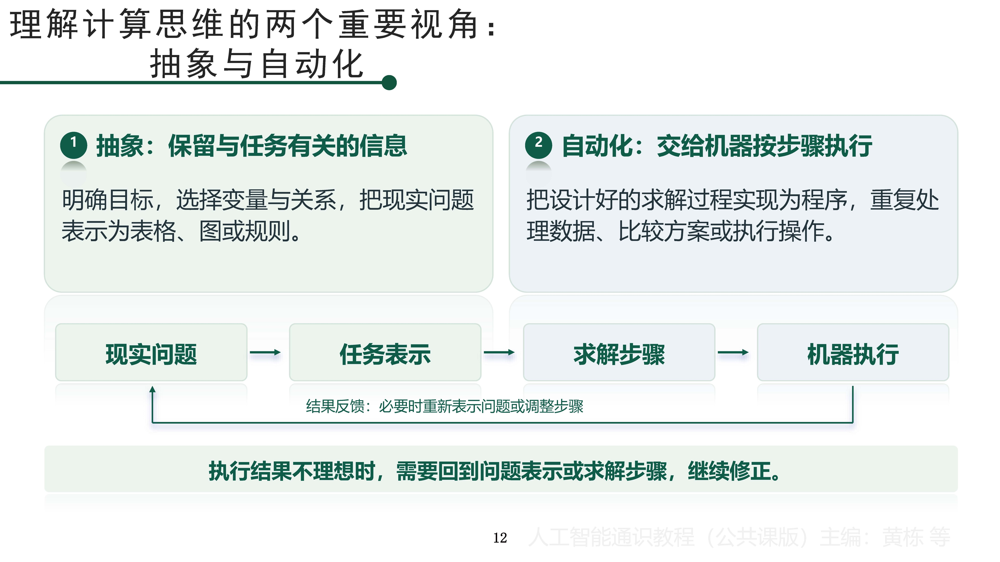 理解计算思维的两个重要视角：
抽象与自动化
1 抽象：保留与任务有关的信息
明确目标，选择变量与关系，把现实问题
表示为表格、图或规则。
2 自动化：交给机器按步骤执行
把设计好的求解过程实现为程序，重复处
理数据、比较方案或执行操作。
现实问题
任务表示
求解步骤
机器执行
结果反馈：必要时重新表示问题或调整步骤
执行结果不理想时，需要回到问题表示或求解步骤，继续修正。
12
人工智能通识教程（公共课版）主编：黄栋 等